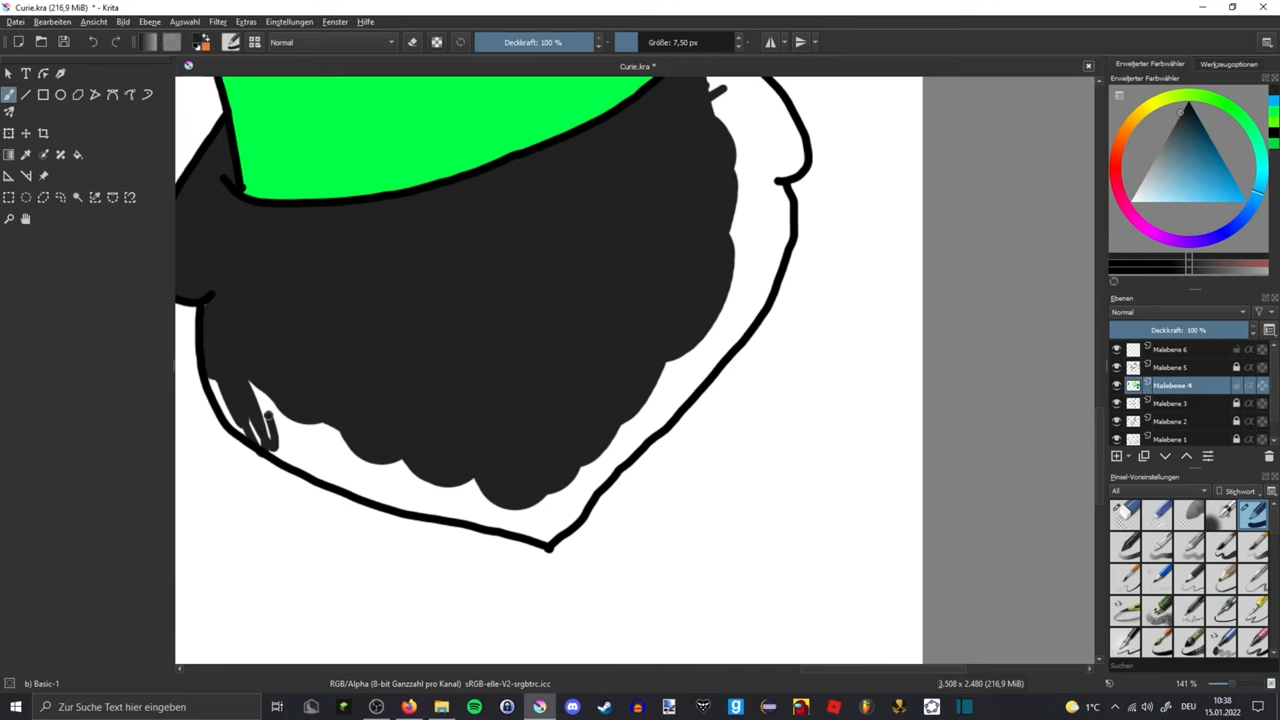 Curie.kra (216,9 MiB) * - Krita
Datei Bearbeiten Ansicht Bild Ebene Auswahl Filter Extras Einstellungen Fenster Hilfe
Normal Deckkraft: 100 % Größe: 7,50 px
Curie.kra *
Erweiterter Farbwähler Werkzeugoptionen
Erweiterter Farbwähler
Ebenen
Normal
Deckkraft: 100 %
Malebene 6
Malebene 5
Malebene 4
Malebene 3
Malebene 2
Malebene 1
Pinsel-Voreinstellungen
All Stichwort
Suchen
b) Basic-1 RGB/Alpha (8-bit Ganzzahl pro Kanal) sRGB-elle-V2-srgbtrc.icc 3.508 x 2.480 (216,9 MiB) 141 %
Zur Suche Text hier eingeben 1°C DEU 10:38
15.01.2022